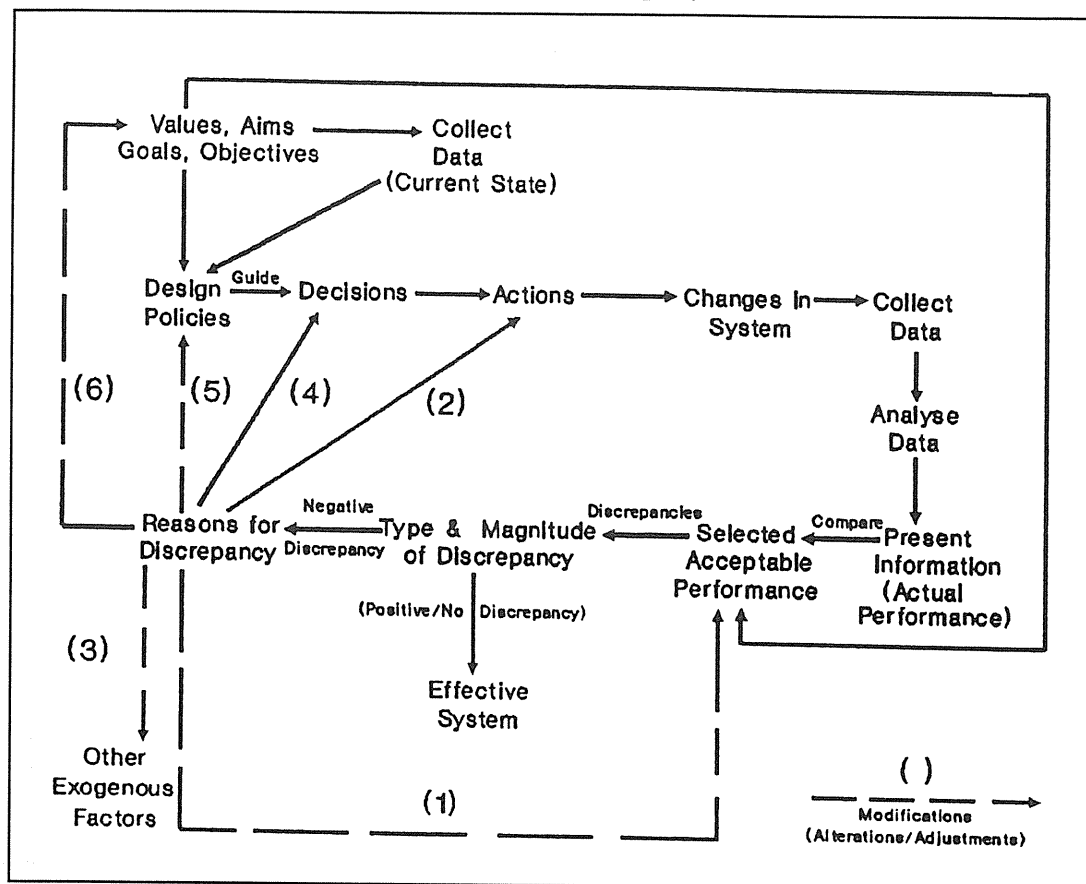 Values, Aims
Goals, Objectives
Collect
Data
(Current State)
Design
Policies
Guide
Decisions
Actions
Changes in
System
Collect
Data
(6)
(5)
(4)
(2)
Analyse
Data
Reasons for
Discrepancy
Negative
Discrepancy
Type & Magnitude
of Discrepancy
Discrepancies
Selected
Acceptable
Performance
Compare
Present
Information
(Actual
Performance)
(Positive/No Discrepancy)
(3)
Effective
System
Other
Exogenous
Factors
(1)
( )
Modifications
(Alterations/Adjustments)